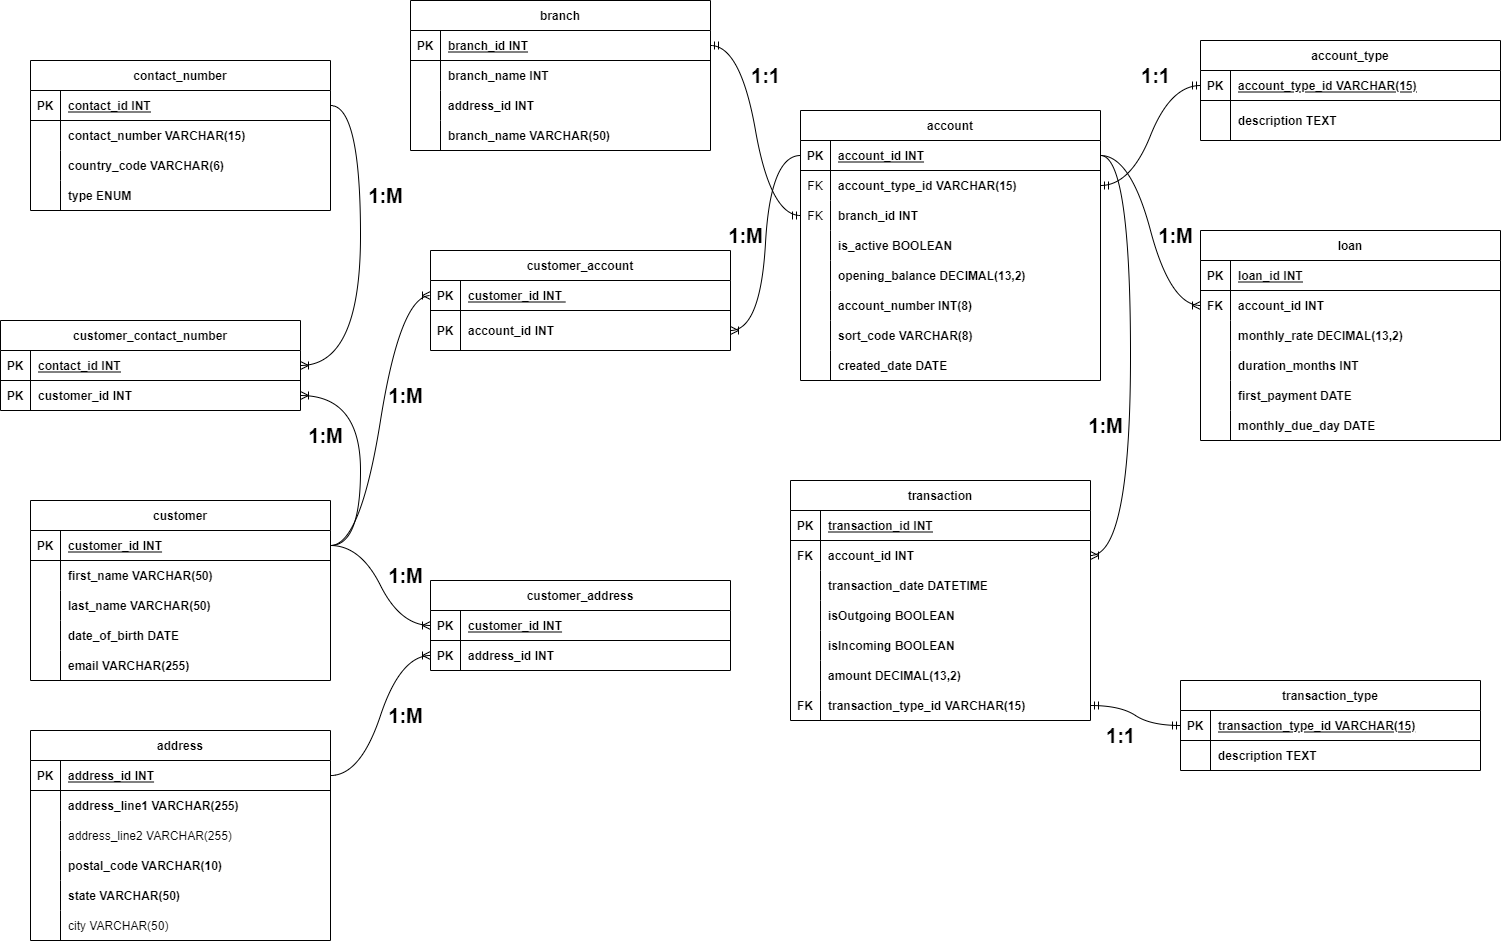 branch
PK branch_id INT
branch_name INT
address_id INT
branch_name VARCHAR(50)
contact_number
PK contact_id INT
contact_number VARCHAR(15)
country_code VARCHAR(6)
type ENUM
1:M
1:1
1:1
account_type
PK account_type_id VARCHAR(15)
description TEXT
account
PK account_id INT
FK account_type_id VARCHAR(15)
FK branch_id INT
is_active BOOLEAN
opening_balance DECIMAL(13,2)
account_number INT(8)
sort_code VARCHAR(8)
created_date DATE
1:M
1:M
loan
PK loan_id INT
FK account_id INT
monthly_rate DECIMAL(13,2)
duration_months INT
first_payment DATE
monthly_due_day DATE
customer_account
PK customer_id INT
PK account_id INT
customer_contact_number
PK contact_id INT
PK customer_id INT
1:M
1:M
1:M
customer
PK customer_id INT
first_name VARCHAR(50)
last_name VARCHAR(50)
date_of_birth DATE
email VARCHAR(255)
1:M
customer_address
PK customer_id INT
PK address_id INT
1:M
transaction
PK transaction_id INT
FK account_id INT
transaction_date DATETIME
isOutgoing BOOLEAN
isIncoming BOOLEAN
amount DECIMAL(13,2)
FK transaction_type_id VARCHAR(15)
1:1
transaction_type
PK transaction_type_id VARCHAR(15)
description TEXT
address
PK address_id INT
address_line1 VARCHAR(255)
address_line2 VARCHAR(255)
postal_code VARCHAR(10)
state VARCHAR(50)
city VARCHAR(50)